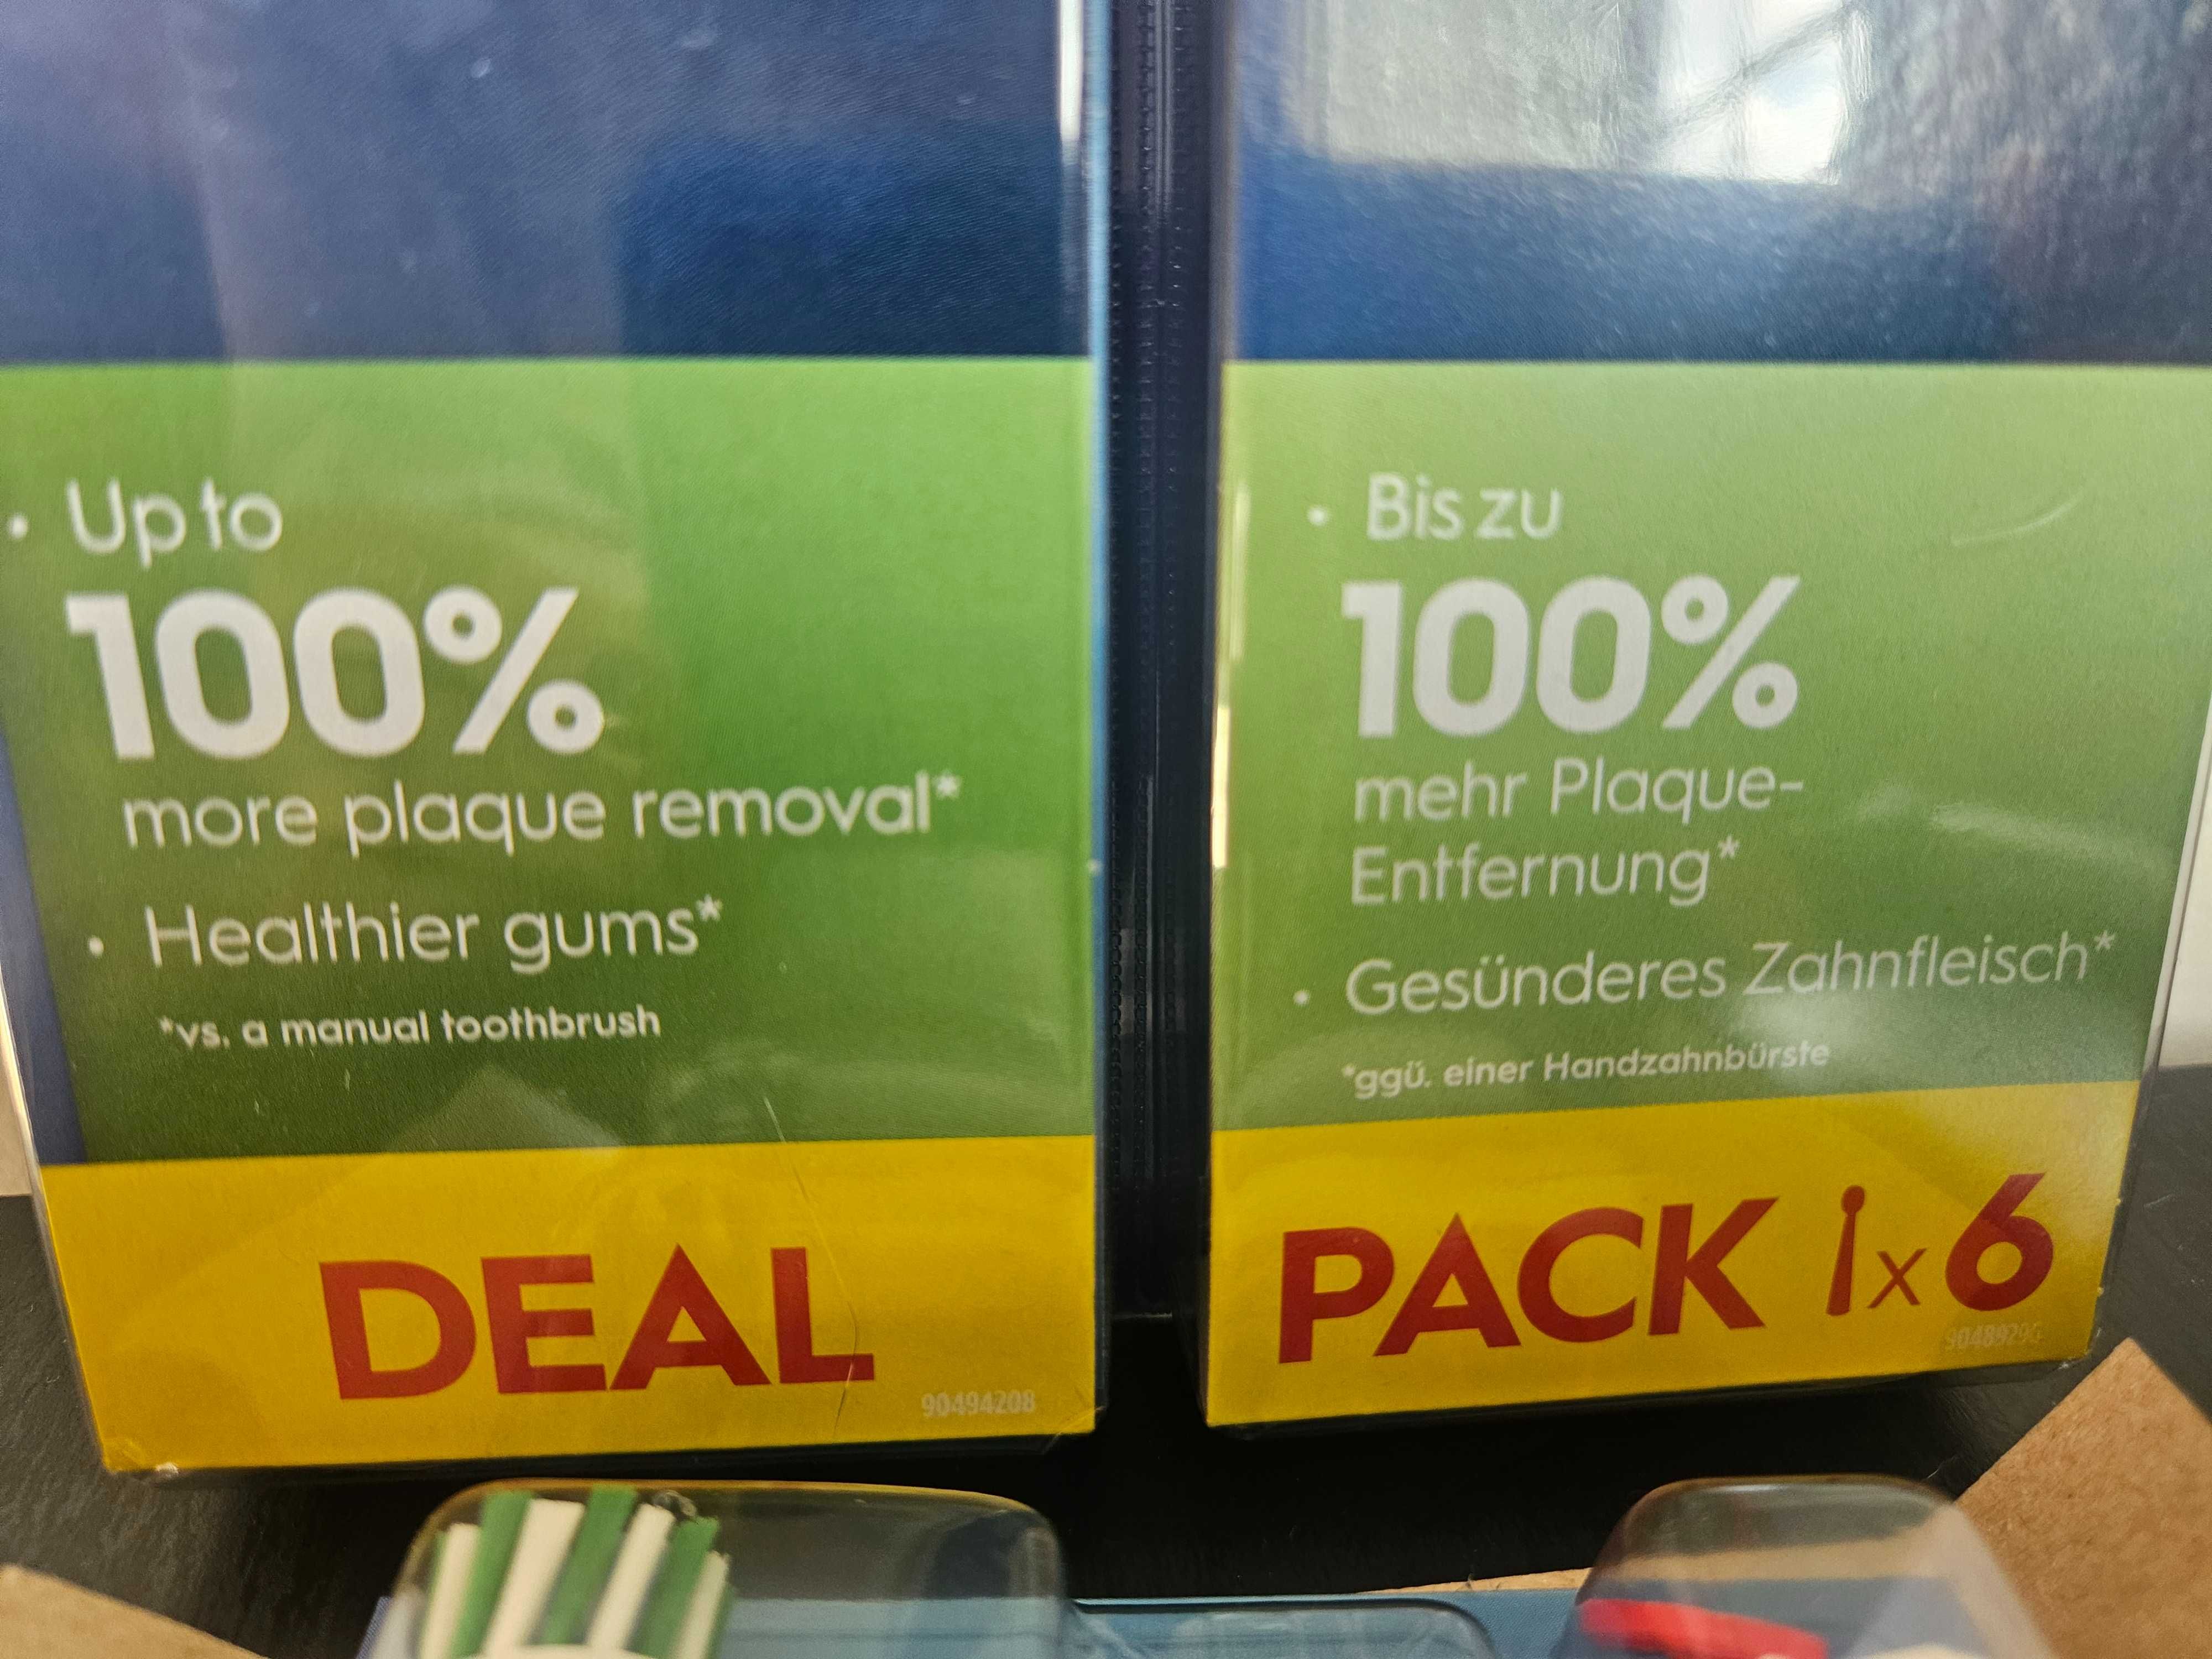 • Up to
100%
more plaque removal*
• Healthier gums*
*vs. a manual toothbrush
DEAL
90494208
• Bis zu
100%
mehr Plaque-
Entfernung*
• Gesünderes Zahnfleisch*
*ggü. einer Handzahnbürste
PACK x 6